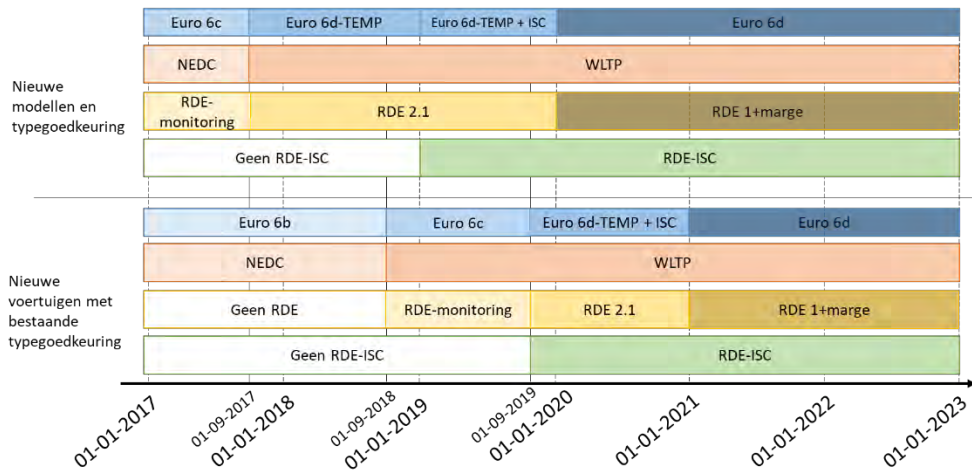 Euro 6c Euro 6d-TEMP Euro 6d-TEMP + ISC Euro 6d
NEDC WLTP
Nieuwe
modellen en
typegoedkeuring
RDE-
monitoring RDE 2.1 RDE 1+marge
Geen RDE-ISC RDE-ISC
Euro 6b Euro 6c Euro 6d-TEMP + ISC Euro 6d
NEDC WLTP
Nieuwe
voertuigen met
bestaande
typegoedkeuring
Geen RDE RDE-monitoring RDE 2.1 RDE 1+marge
Geen RDE-ISC RDE-ISC
01-01-2017
01-09-2017
01-01-2018
01-09-2018
01-01-2019
01-09-2019
01-01-2020
01-01-2021
01-01-2022
01-01-2023